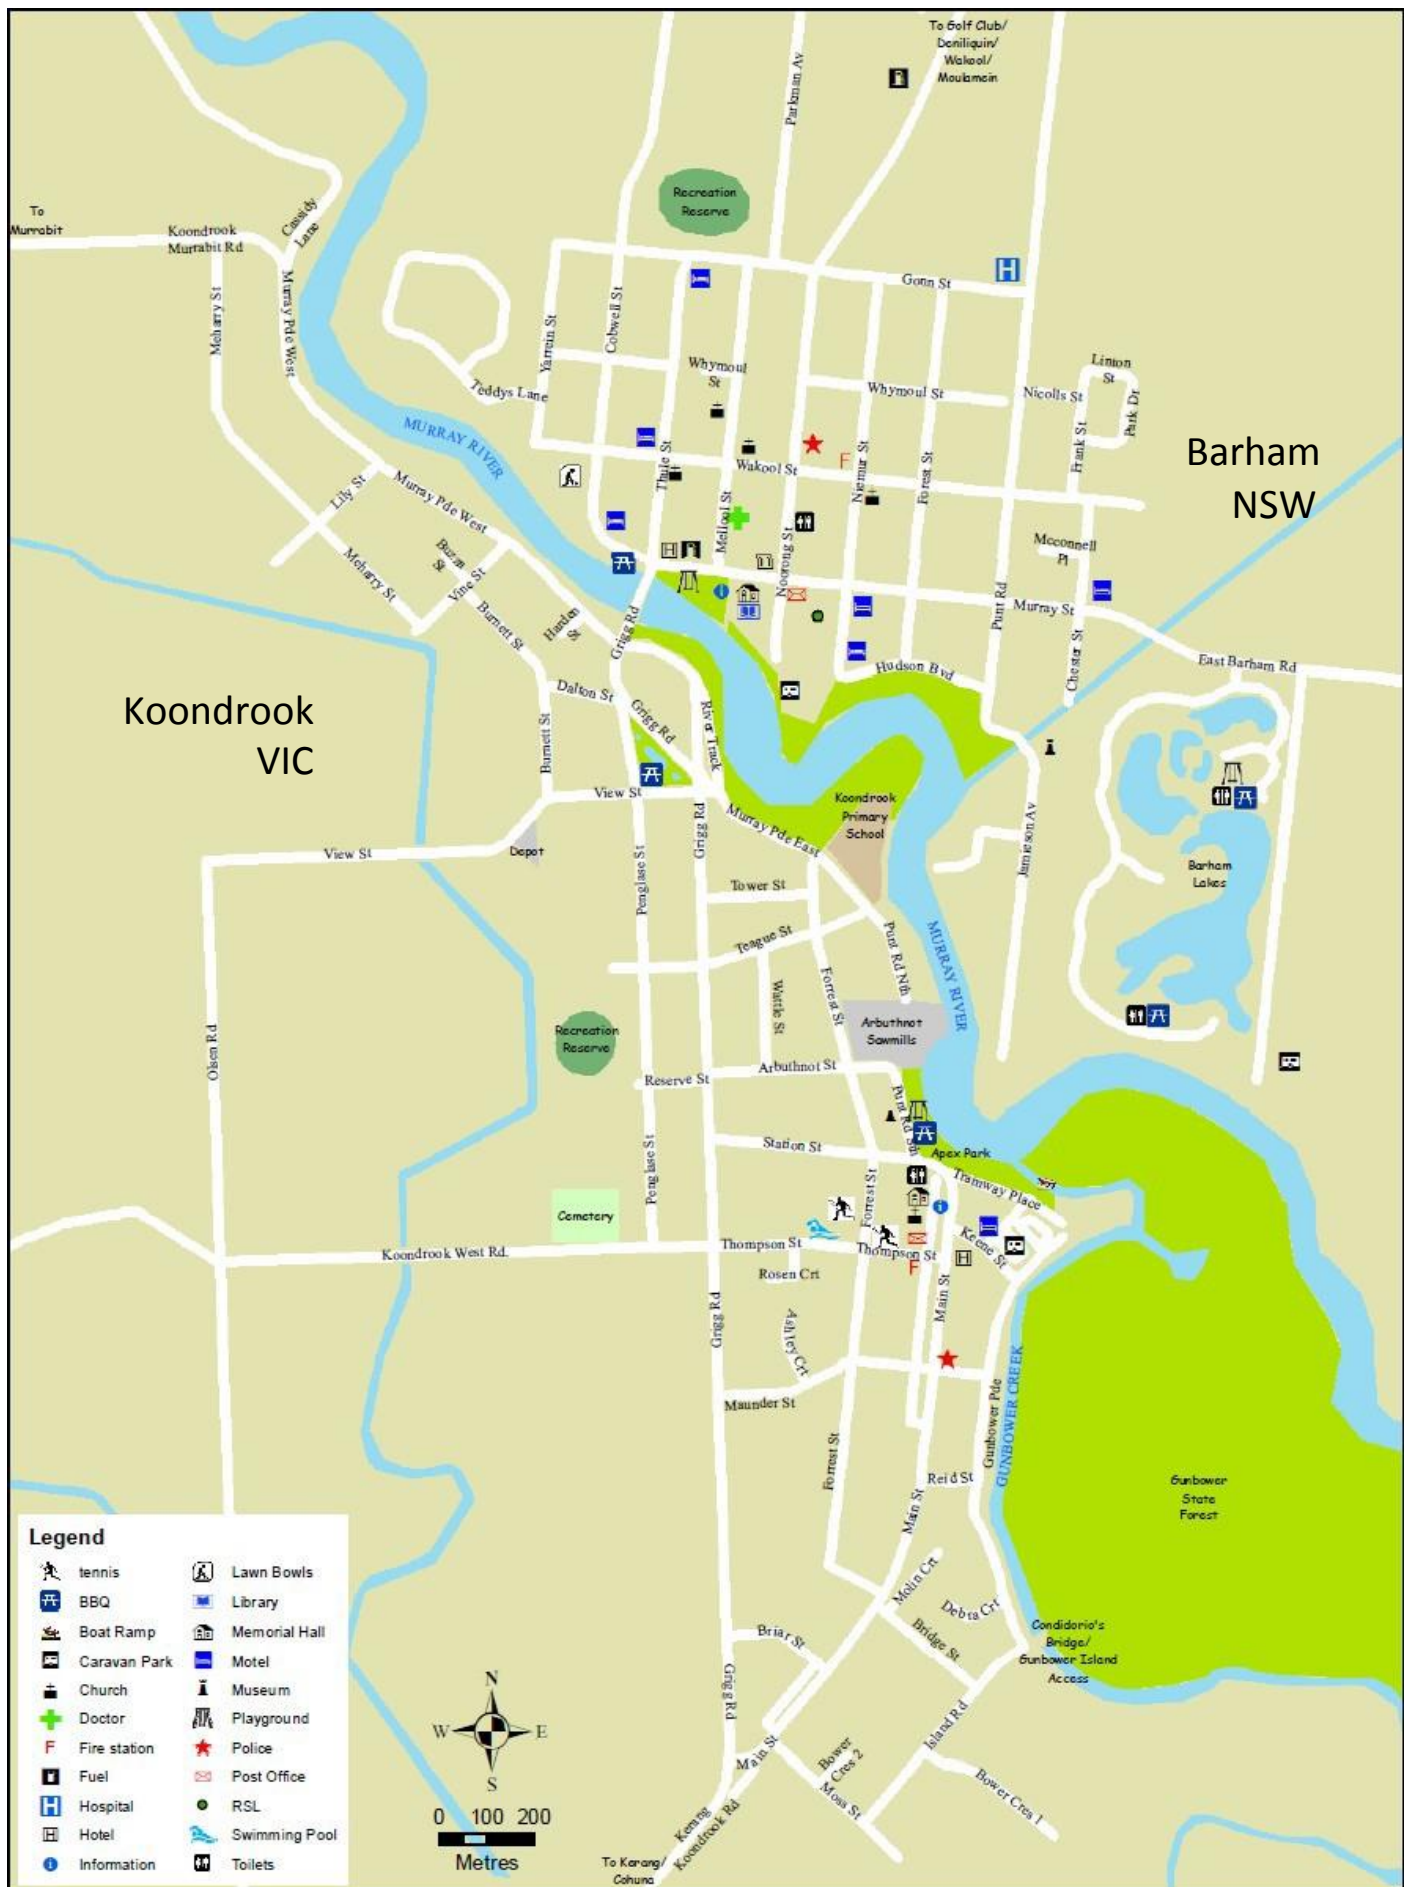 To Golf Club/
Deniliquin/
Wakool/
Moulamein
Parkman Av
Recreation
Reserve
To
Murrabit
Koondrook
Murrabit Rd
Cassidy
Lane
Gonn St
H
Meharry St
Murray Pde West
Cobwell St
Yarrein St
Whymoul
St
Whymoul St
Linton
St
Nicolls St
Park Dr
Teddys Lane
MURRAY RIVER
Frank St
Barham
NSW
Thule St
Wakool St
F
Niemur St
Forest St
Lily St
Murray Pde West
Mellool St
Noorong St
Mcconnell
Pl
Meharry St
Vine St
Burnett St
Harden
St
Grigg Rd
H
i
Punt Rd
Murray St
Chester St
East Barham Rd
Hudson Bvd
Koondrook
VIC
Dalton St
Grigg Rd
River Track
Burnett St
View St
Koondrook
Primary
School
Murray Pde East
View St
Depot
Grigg Rd
Penglase St
Jamieson Av
Barham
Lakes
Tower St
Teague St
Punt Rd Nth
MURRAY RIVER
Wattle St
Forrest St
Arbuthnot
Sawmills
Recreation
Reserve
Olsen Rd
Reserve St
Arbuthnot St
Punt Rd Sth
Station St
Apex Park
Penglase St
Tramway Place
Cemetery
Forrest St
i
Keene St
Koondrook West Rd.
Thompson St
Thompson St
H
F
Rosen Crt
Main St
Grigg Rd
Ashley Crt
Maunder St
Gunbower Pde
GUNBOWER CREEK
Forrest St
Reid St
Main St
Gunbower
State
Forest
Molin Crt
Debra Crt
Bridge St
Condidorio's
Bridge/
Gunbower Island
Access
Briar St
Grigg Rd
Island Rd
Main St
Bower
Cres 2
Moss St
Bower Cres 1
Kerang
Koondrook Rd
To Kerang/
Cohuna
Legend
tennis
Lawn Bowls
BBQ
Library
Boat Ramp
Memorial Hall
Caravan Park
Motel
Church
Museum
Doctor
Playground
F Fire station
Police
Fuel
Post Office
H Hospital
RSL
H Hotel
Swimming Pool
i Information
Toilets
N
W E
S
0 100 200
Metres